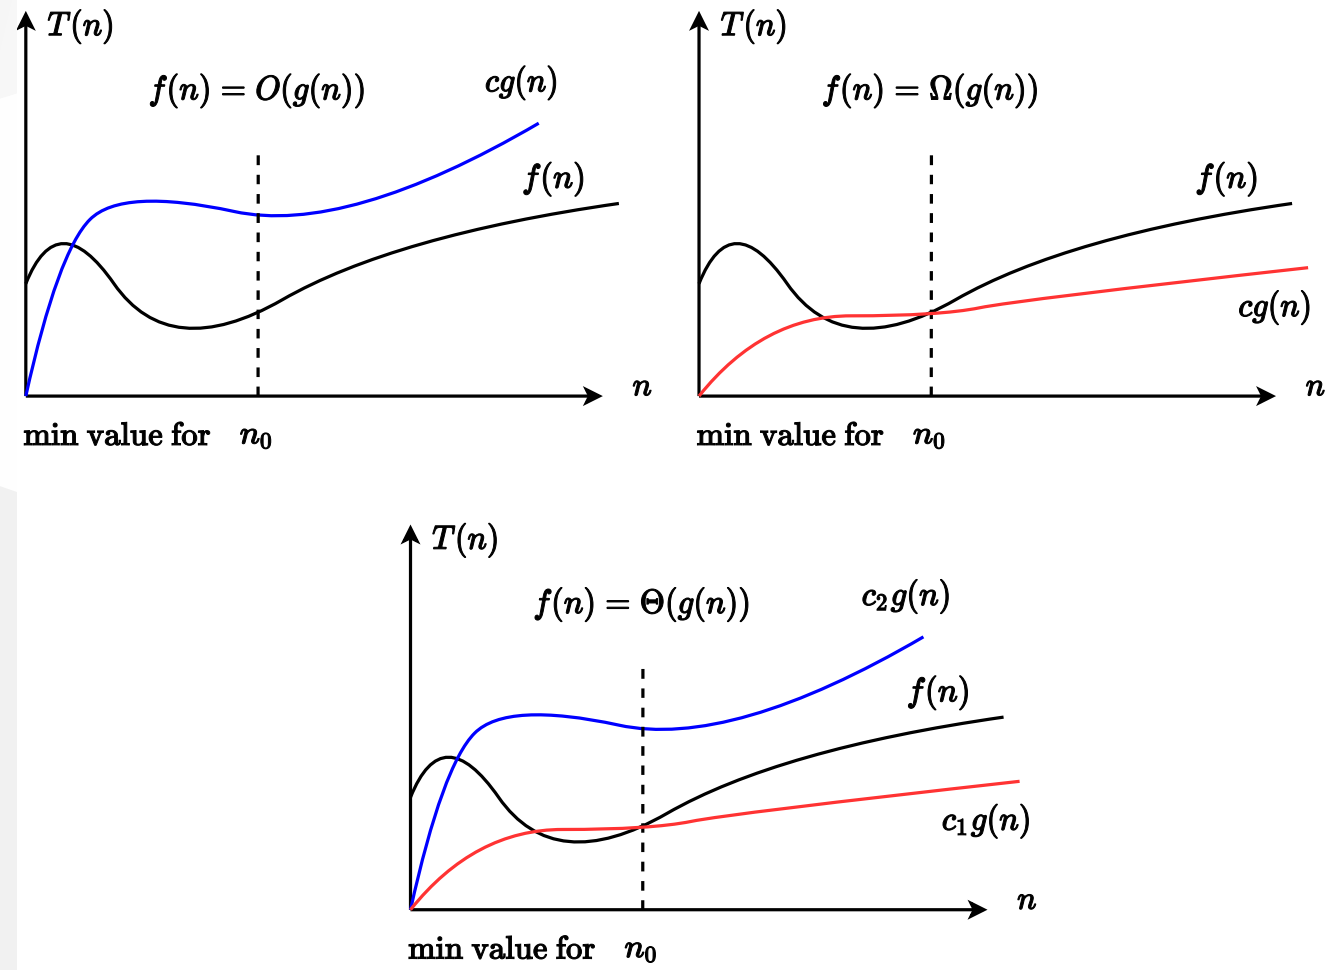 T(n)
f(n) = O(g(n))
cg(n)
f(n)
n
min value for n₀
T(n)
f(n) = Ω(g(n))
f(n)
cg(n)
n
min value for n₀
T(n)
f(n) = Θ(g(n))
c₂g(n)
f(n)
c₁g(n)
n
min value for n₀